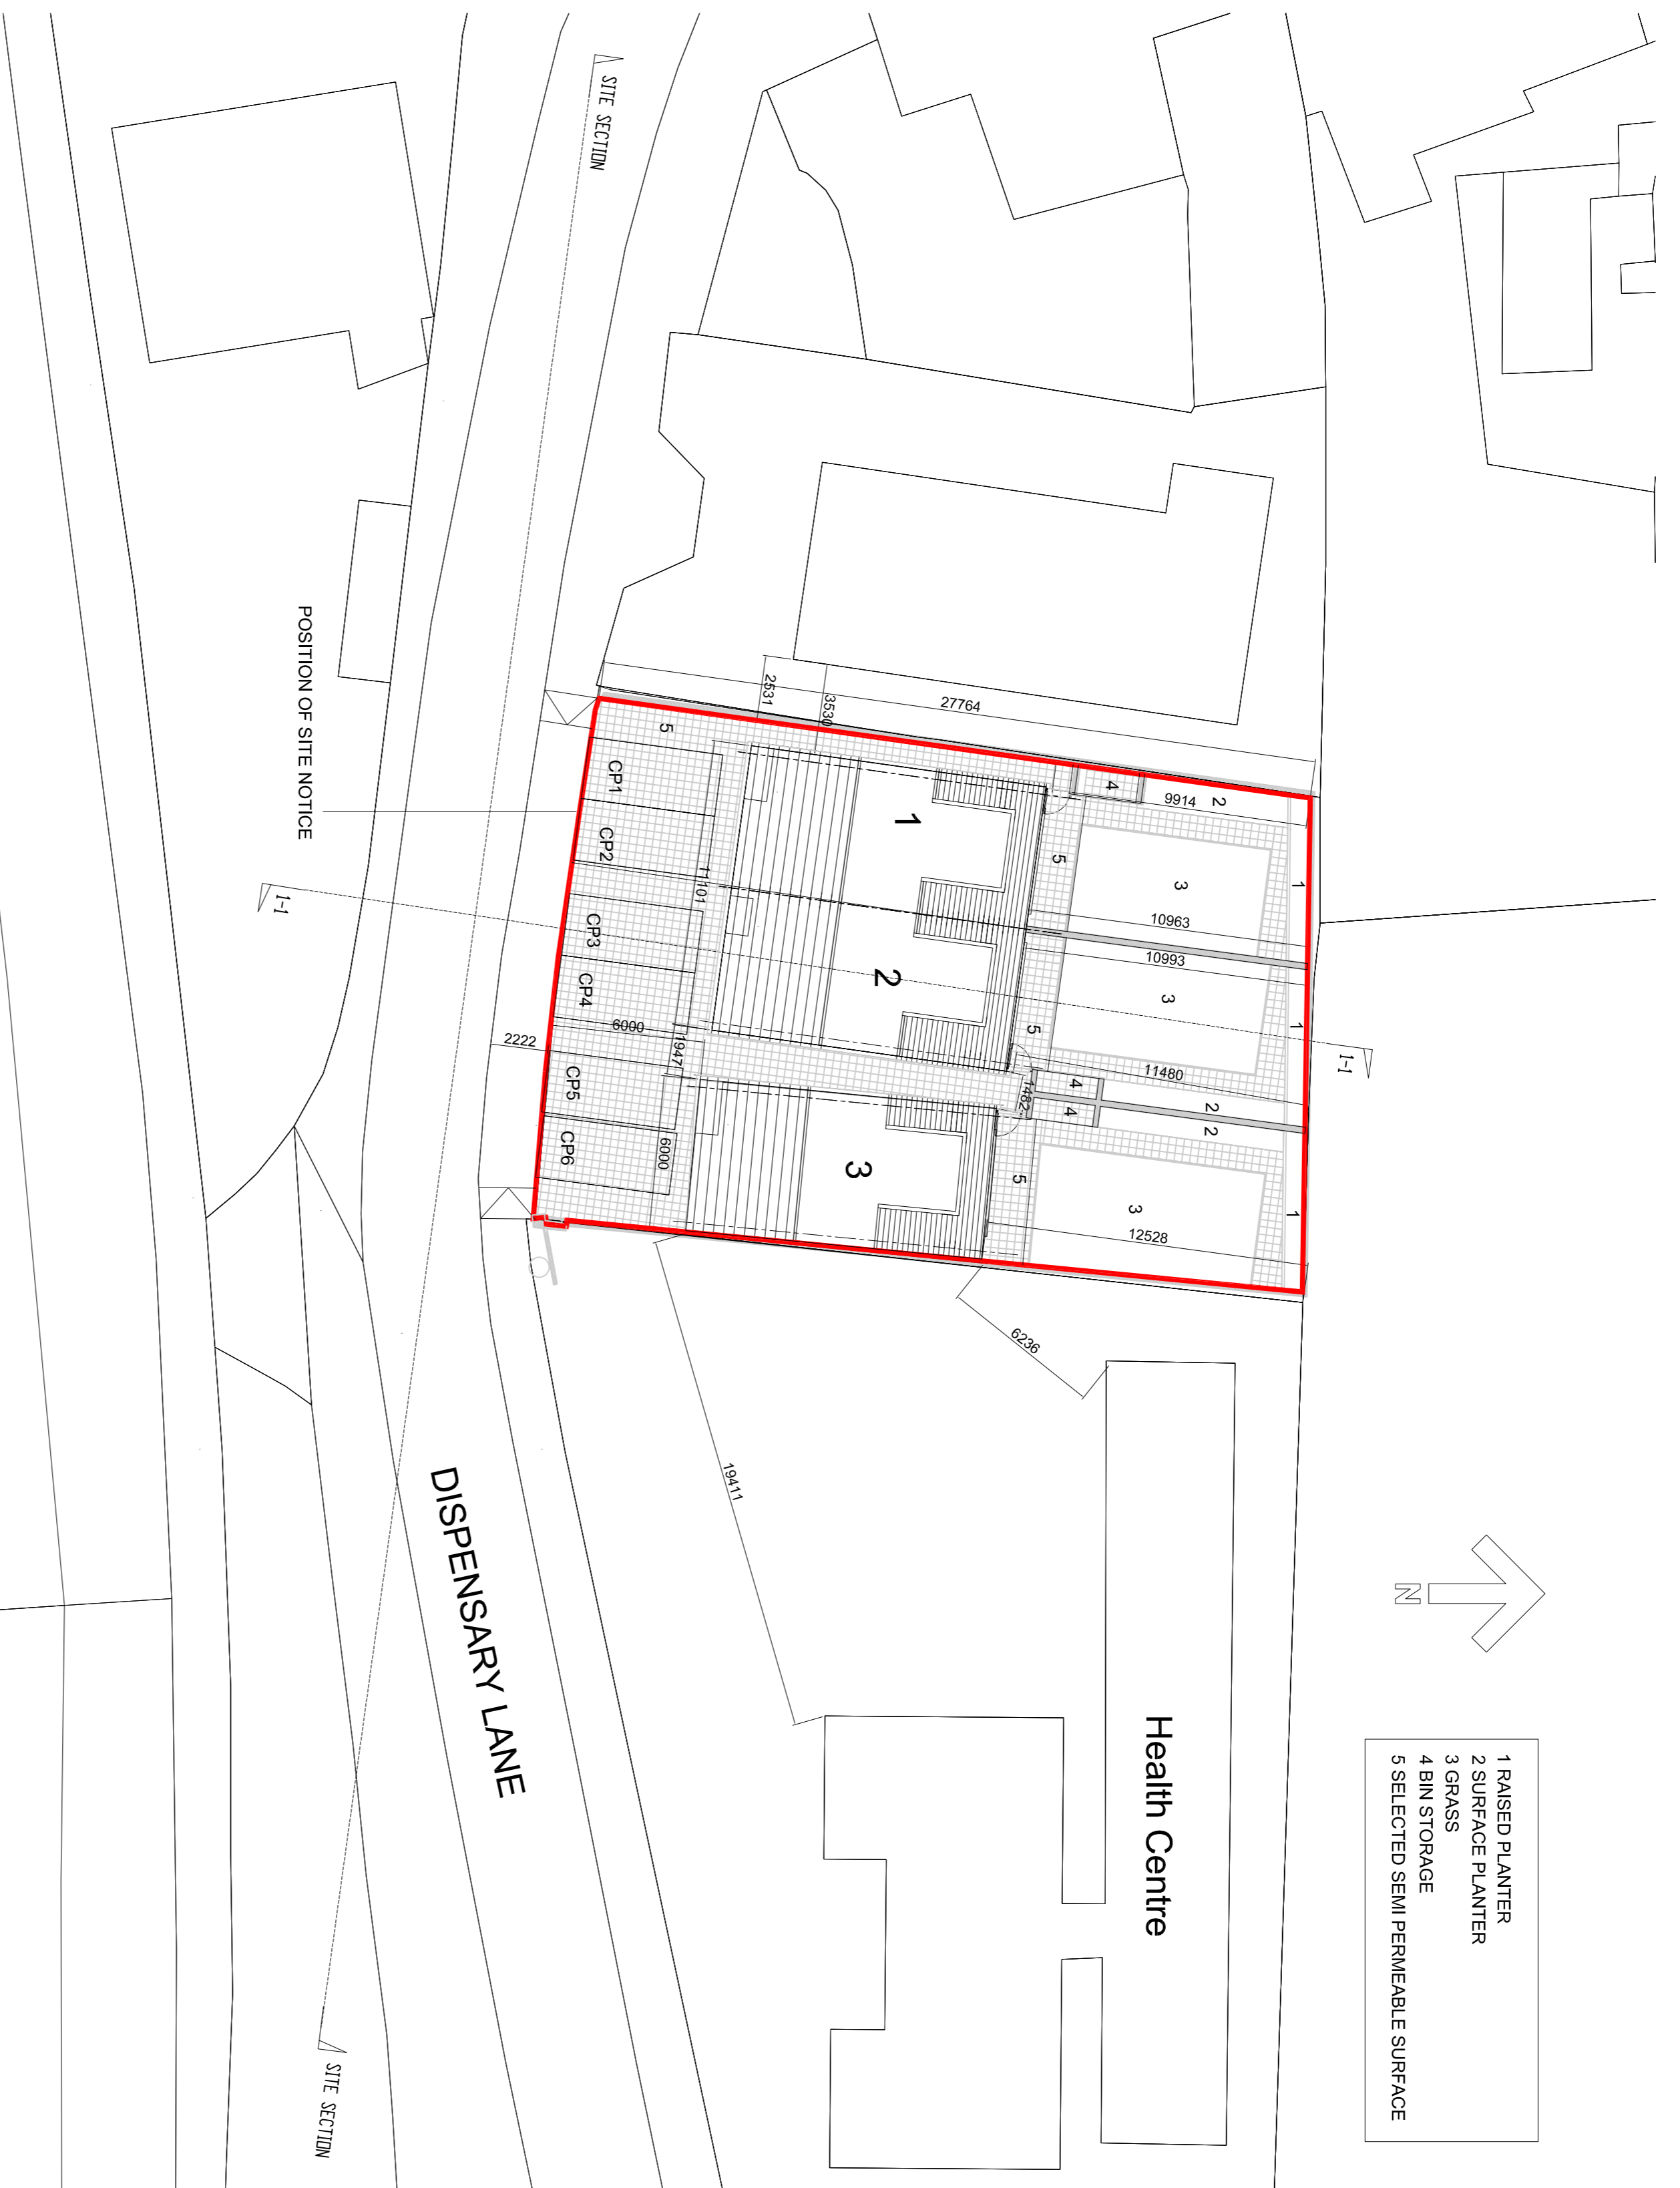 1 RAISED PLANTER
2 SURFACE PLANTER
3 GRASS
4 BIN STORAGE
5 SELECTED SEMI PERMEABLE SURFACE
N
Health Centre
1-1
1
1
1
2
2
2
9914
4
3
3
3
10963
10993
11480
12528
4
4
5
5
5
1482
6236
27764
3530
2531
1
2
3
11101
1947
6000
6000
19411
5
CP1
CP2
CP3
CP4
CP5
CP6
2222
SITE SECTION
DISPENSARY LANE
POSITION OF SITE NOTICE
1-1
SITE SECTION